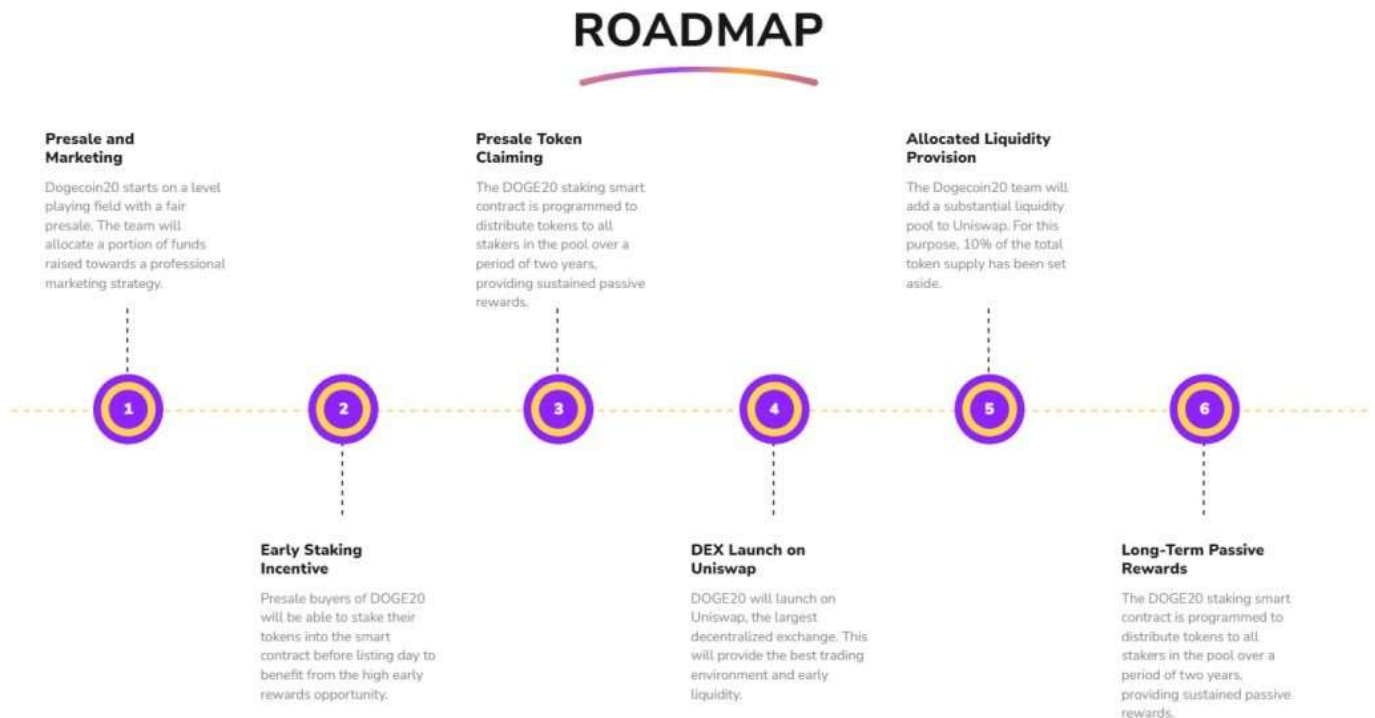 ROADMAP
Presale and
Marketing
Dogecoin20 starts on a level
playing field with a fair
presale. The team will
allocate a portion of funds
raised towards a professional
marketing strategy.
Presale Token
Claiming
The DOGE20 staking smart
contract is programmed to
distribute tokens to all
stakers in the pool over a
period of two years,
providing sustained passive
rewards.
Allocated Liquidity
Provision
The Dogecoin20 team will
add a substantial liquidity
pool to Uniswap. For this
purpose, 10% of the total
token supply has been set
aside.
1
2
3
4
5
6
Early Staking
Incentive
Presale buyers of DOGE20
will be able to stake their
tokens into the smart
contract before listing day to
benefit from the high early
rewards opportunity.
DEX Launch on
Uniswap
DOGE20 will launch on
Uniswap, the largest
decentralized exchange. This
will provide the best trading
environment and early
liquidity.
Long-Term Passive
Rewards
The DOGE20 staking smart
contract is programmed to
distribute tokens to all
stakers in the pool over a
period of two years,
providing sustained passive
rewards.